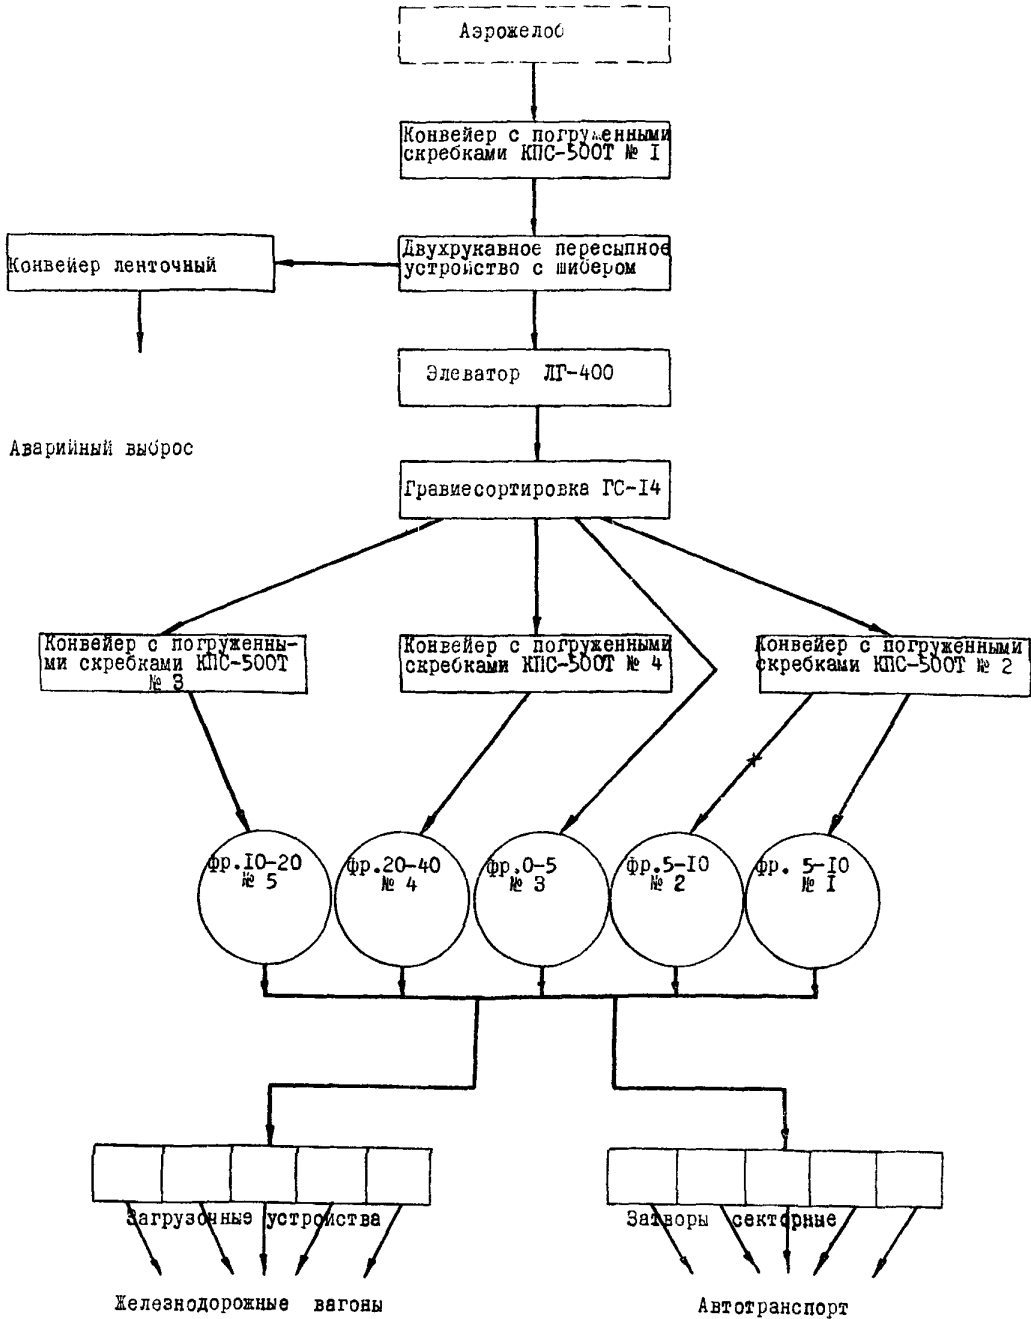 Аэрожелоб
Конвейер с погруженными
скребками КПС-500Т № I
Двухрукавное пересыпное
устройство с шибером
Конвейер ленточный
Элеватор ЛГ-400
Аварийный выброс
Гравиесортировка ГС-I4
Конвейер с погруженны-
ми скребками КПС-500Т
№ 3
Конвейер с погруженными
скребками КПС-500Т № 4
Конвейер с погруженными
скребками КПС-500Т № 2
фр.I0-20
№ 5
фр.20-40
№ 4
фр.0-5
№ 3
фр.5-I0
№ 2
фр. 5-I0
№ I
Загрузочные устройства
Затворы секторные
Железнодорожные вагоны
Автотранспорт